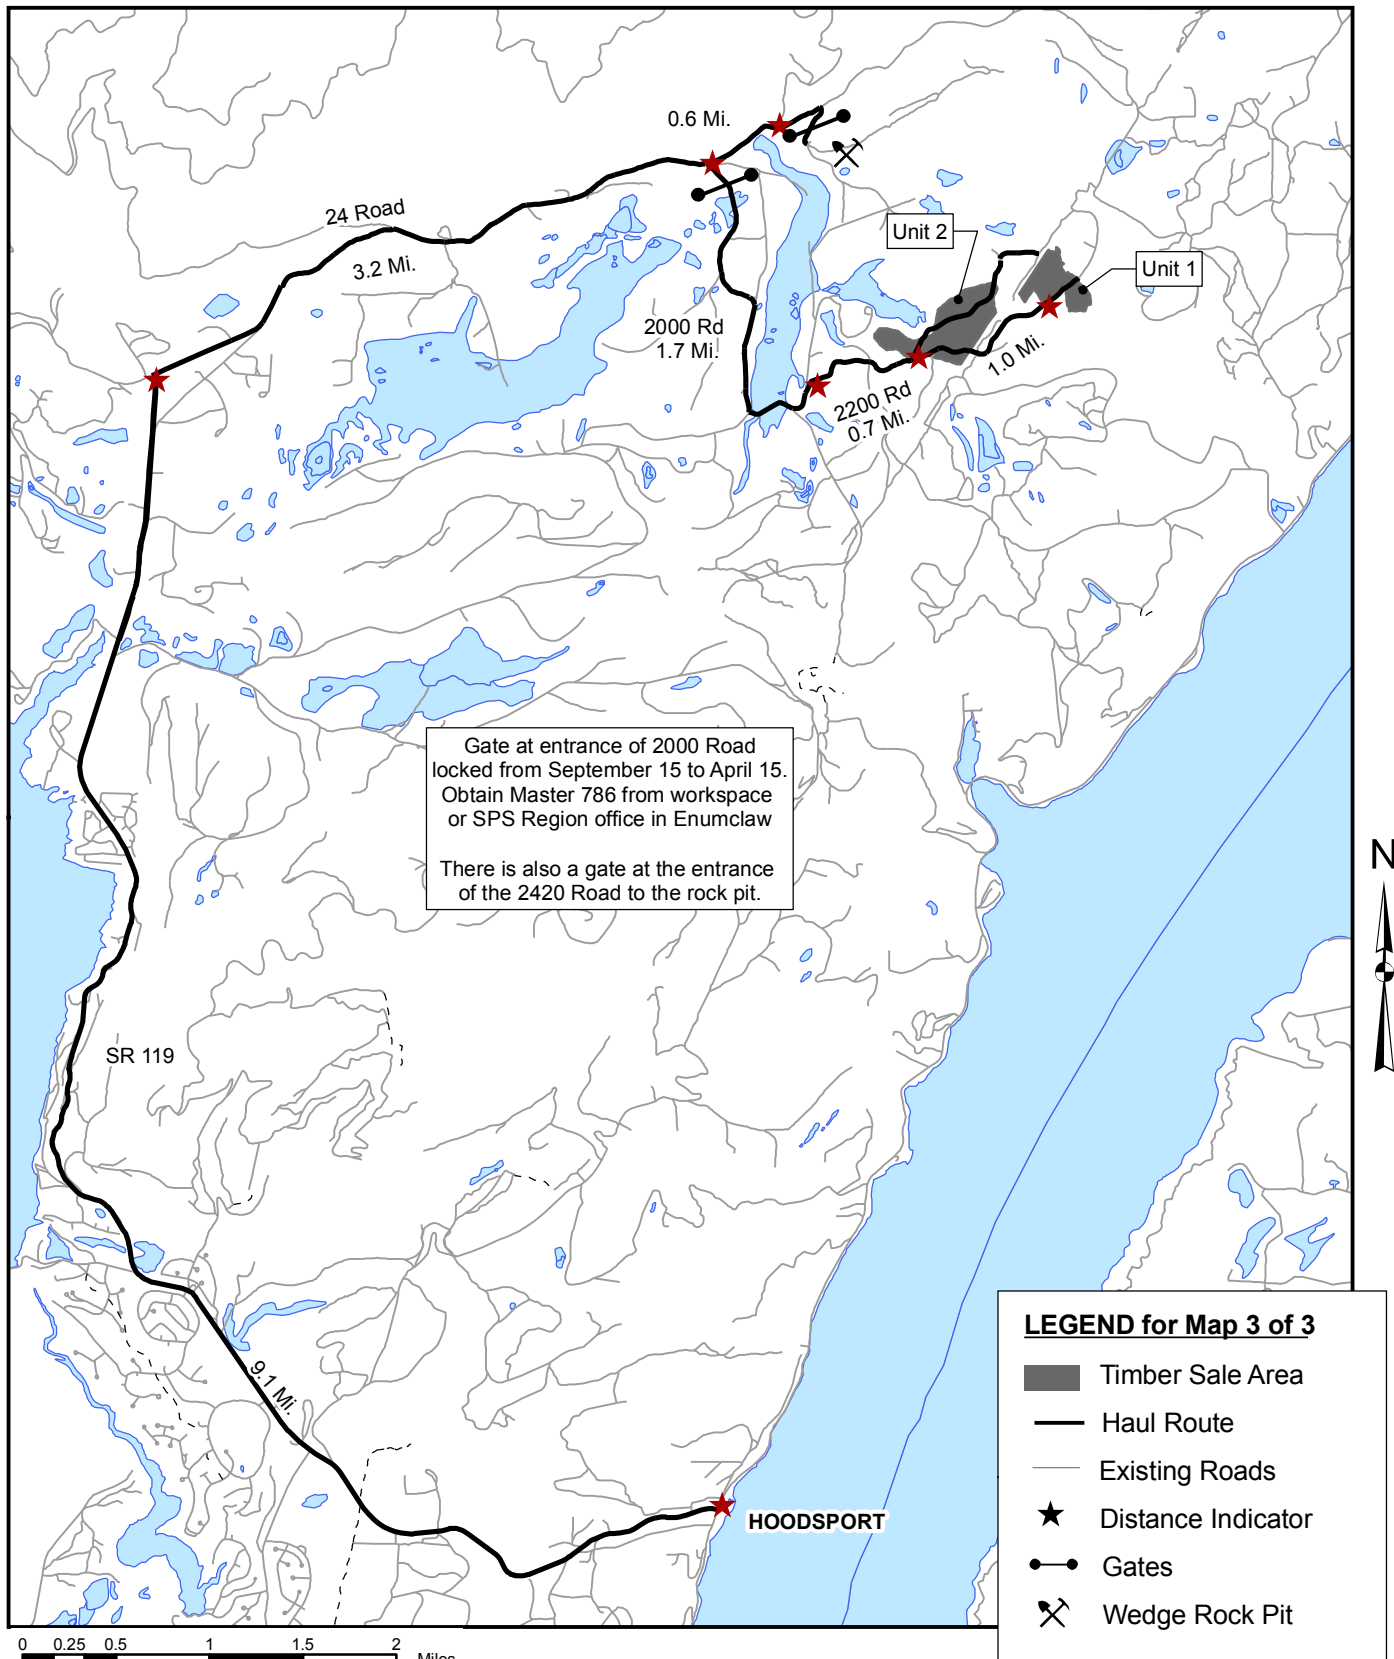 0.6 Mi.
24 Road
3.2 Mi.
Unit 2
Unit 1
2000 Rd
1.7 Mi.
1.0 Mi.
2200 Rd
0.7 Mi.
Gate at entrance of 2000 Road
locked from September 15 to April 15.
Obtain Master 786 from workspace
or SPS Region office in Enumclaw
There is also a gate at the entrance
of the 2420 Road to the rock pit.
N
SR 119
9.1 Mi.
HOODSPORT
LEGEND for Map 3 of 3
Timber Sale Area
Haul Route
Existing Roads
Distance Indicator
Gates
Wedge Rock Pit
0 0.25 0.5 1 1.5 2
Miles